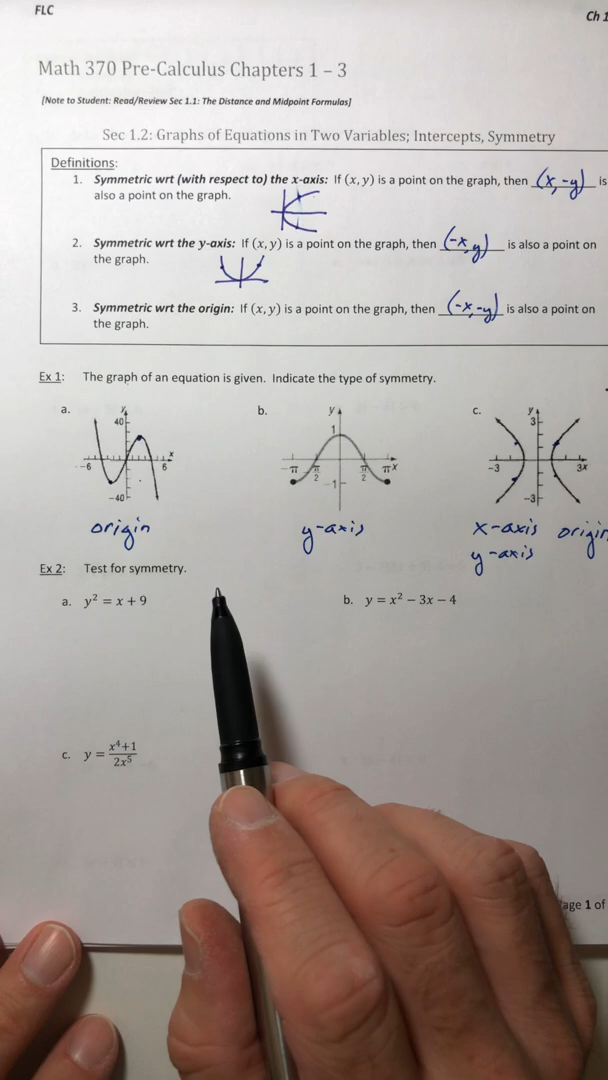 FLC
Ch 1
Math 370 Pre-Calculus Chapters 1 – 3
[Note to Student: Read/Review Sec 1.1: The Distance and Midpoint Formulas]
Sec 1.2: Graphs of Equations in Two Variables; Intercepts, Symmetry
Definitions:
1. Symmetric wrt (with respect to) the x-axis: If (x, y) is a point on the graph, then (x, -y) is
also a point on the graph.
2. Symmetric wrt the y-axis: If (x, y) is a point on the graph, then (-x, y) is also a point on
the graph.
3. Symmetric wrt the origin: If (x, y) is a point on the graph, then (-x, -y) is also a point on
the graph.
Ex 1: The graph of an equation is given. Indicate the type of symmetry.
a. b. c.
y 40 x -6 6 -40
y 1 -π π/2 π/2 π x -1
y 3 -3 3x -3
origin y-axis x-axis origin
y-axis
Ex 2: Test for symmetry.
a. y² = x + 9 b. y = x² − 3x − 4
c. y = x⁴+1 / 2x⁵
age 1 of